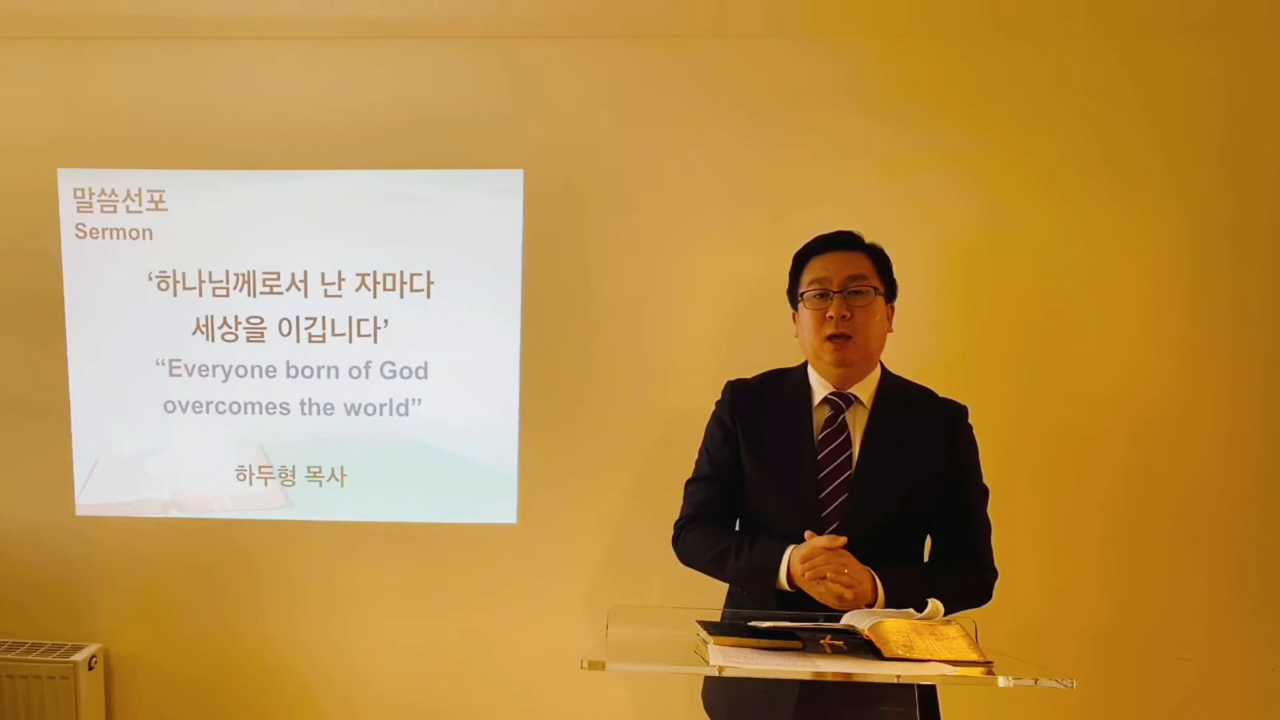 말씀선포
Sermon
‘하나님께로서 난 자마다
세상을 이깁니다’
“Everyone born of God
overcomes the world”
하두형 목사